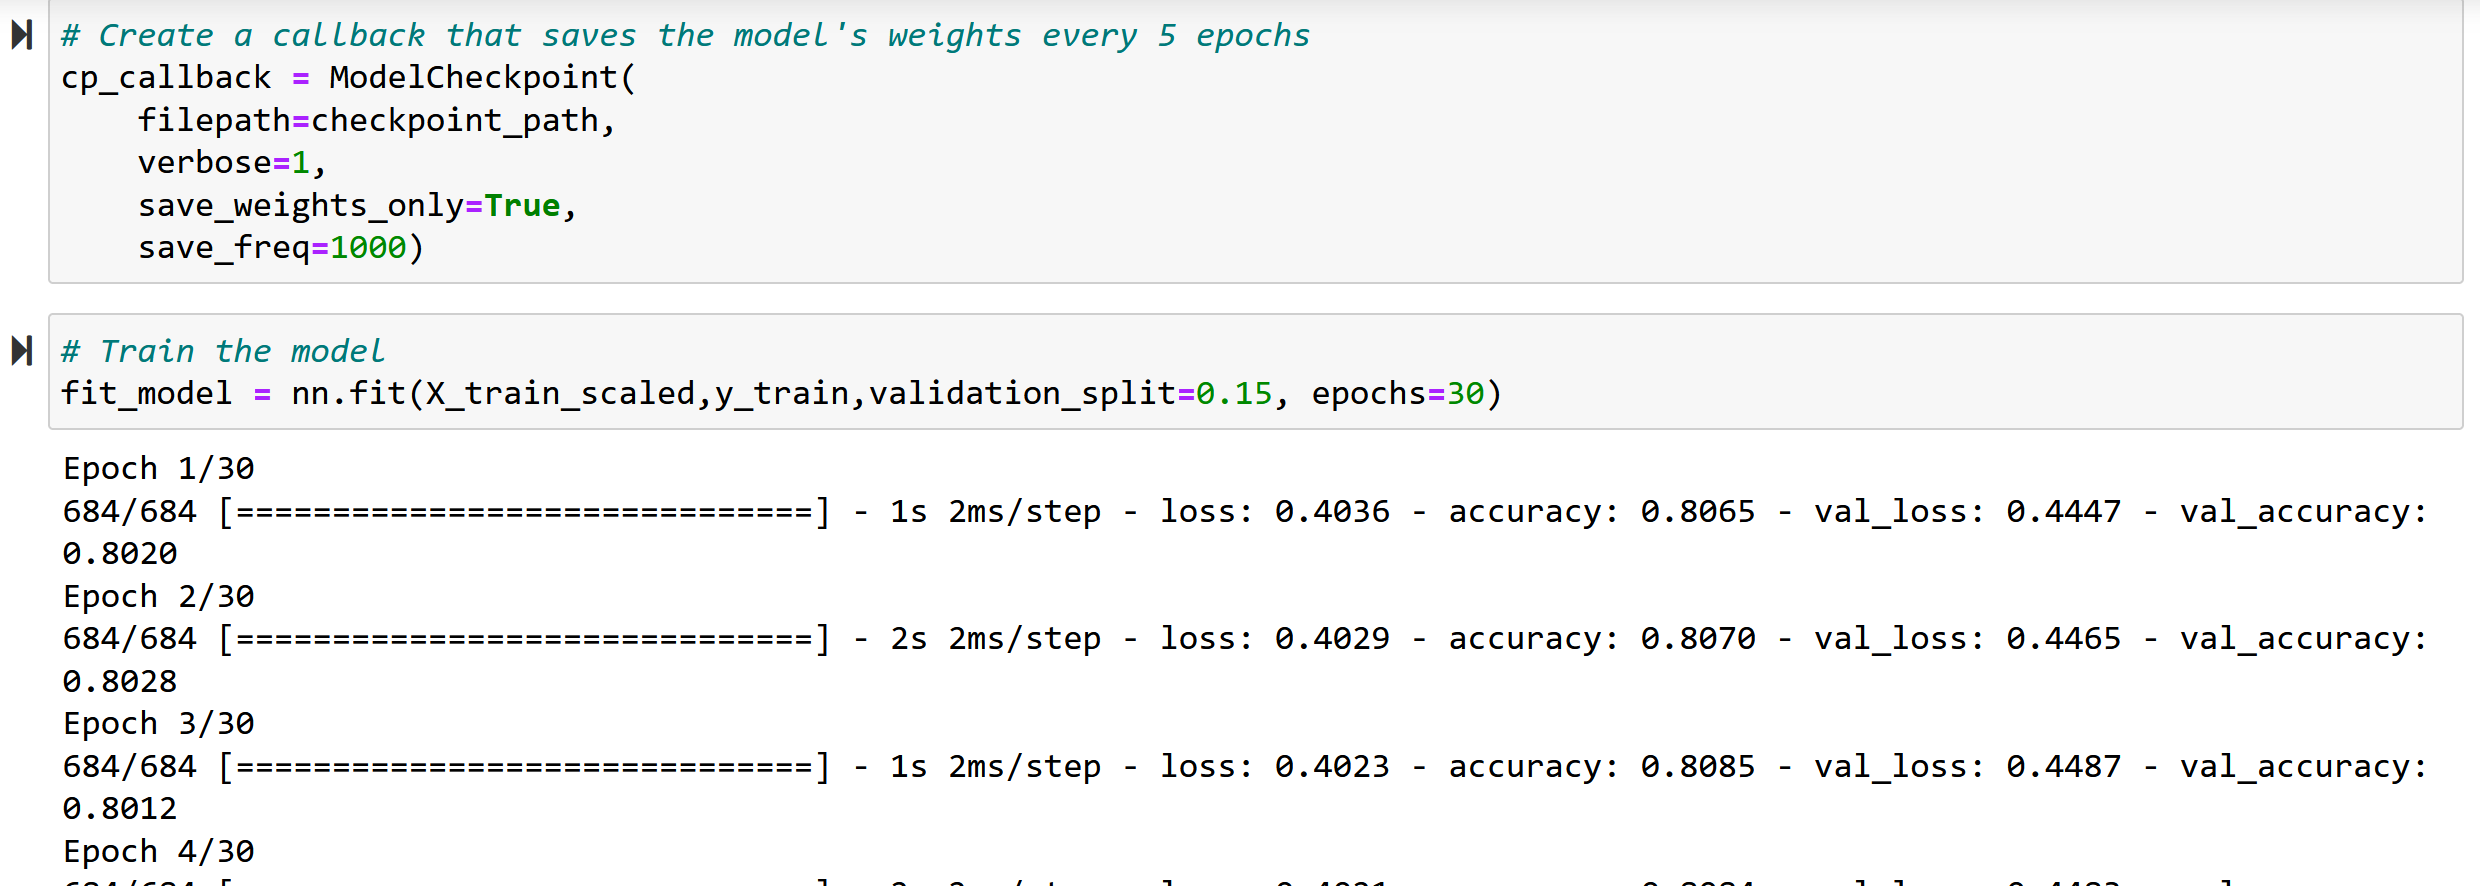 # Create a callback that saves the model's weights every 5 epochs
cp_callback = ModelCheckpoint(
    filepath=checkpoint_path,
    verbose=1,
    save_weights_only=True,
    save_freq=1000)
# Train the model
fit_model = nn.fit(X_train_scaled,y_train,validation_split=0.15, epochs=30)
Epoch 1/30
684/684 [==============================] - 1s 2ms/step - loss: 0.4036 - accuracy: 0.8065 - val_loss: 0.4447 - val_accuracy:
0.8020
Epoch 2/30
684/684 [==============================] - 2s 2ms/step - loss: 0.4029 - accuracy: 0.8070 - val_loss: 0.4465 - val_accuracy:
0.8028
Epoch 3/30
684/684 [==============================] - 1s 2ms/step - loss: 0.4023 - accuracy: 0.8085 - val_loss: 0.4487 - val_accuracy:
0.8012
Epoch 4/30